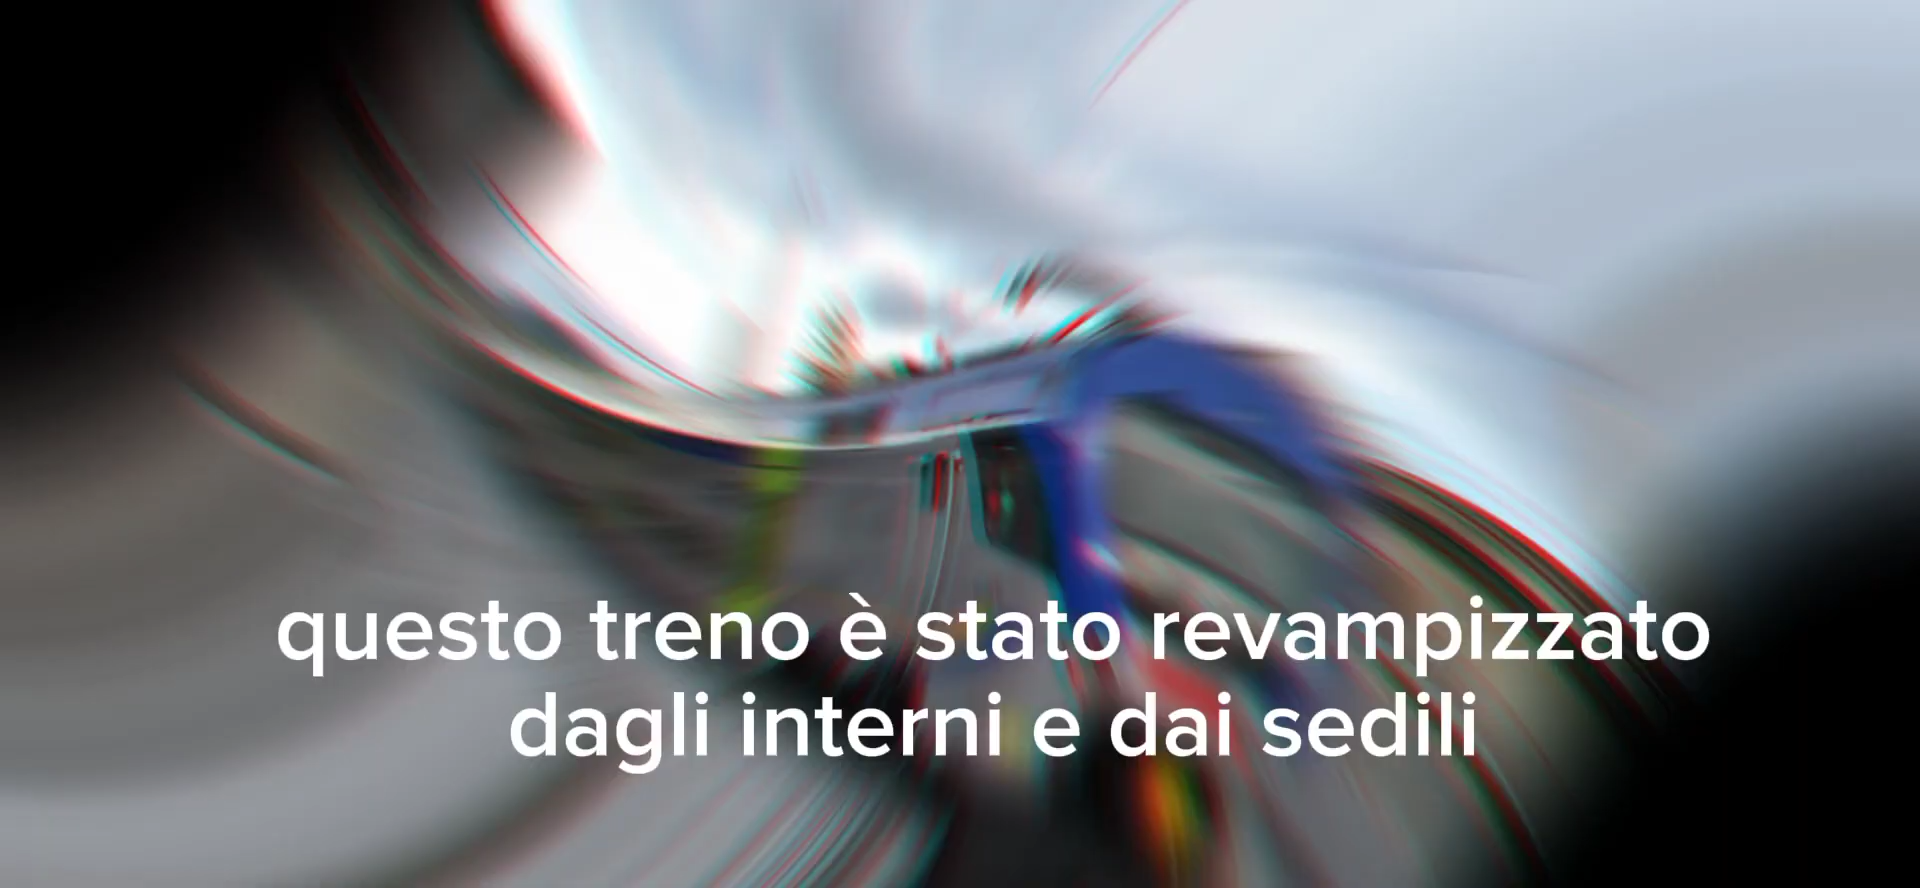 questo treno è stato revampizzato
dagli interni e dai sedili